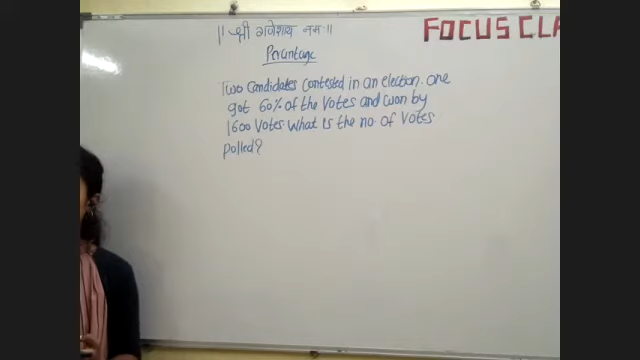 || श्री गणेशाय नमः ||
FOCUS CLA
Percentage
Two Candidates Contested in an election. one
got 60% of the Votes and won by
1600 Votes What is the no. of Votes
polled?